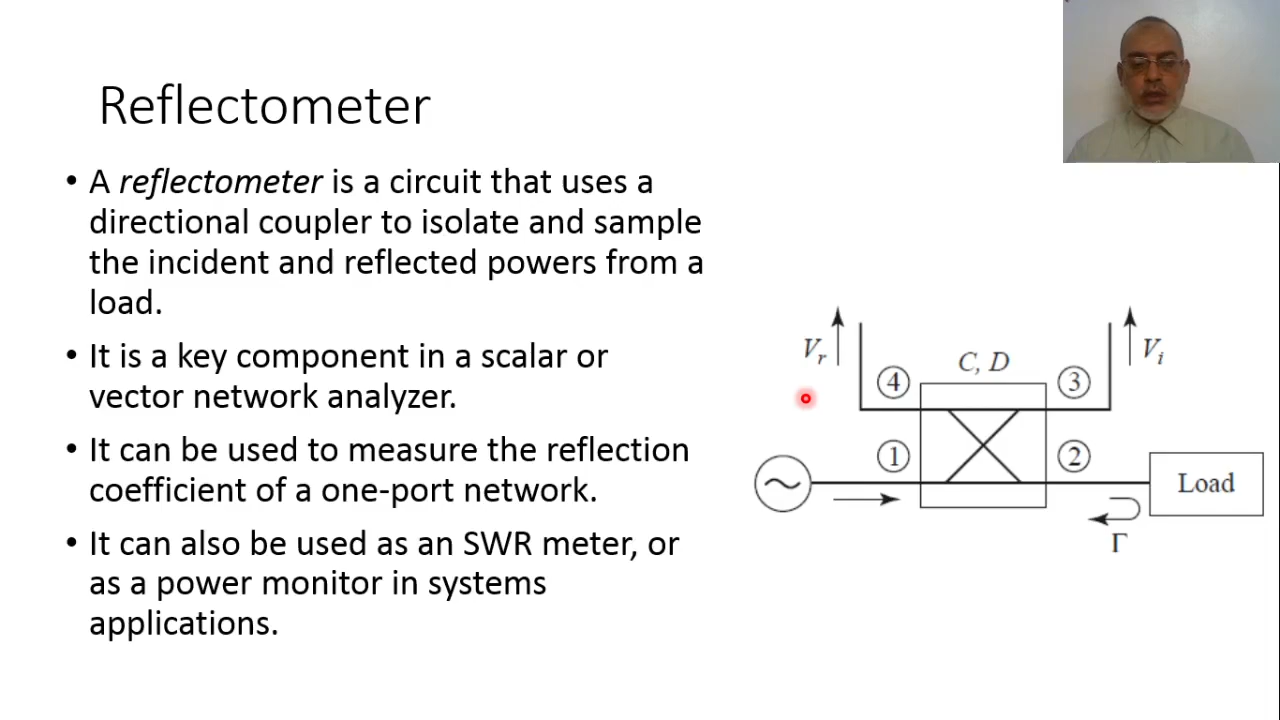 Reflectometer
• A reflectometer is a circuit that uses a
directional coupler to isolate and sample
the incident and reflected powers from a
load.
• It is a key component in a scalar or
vector network analyzer.
• It can be used to measure the reflection
coefficient of a one-port network.
• It can also be used as an SWR meter, or
as a power monitor in systems
applications.
Vr
Vi
C, D
④
③
①
②
Load
Γ